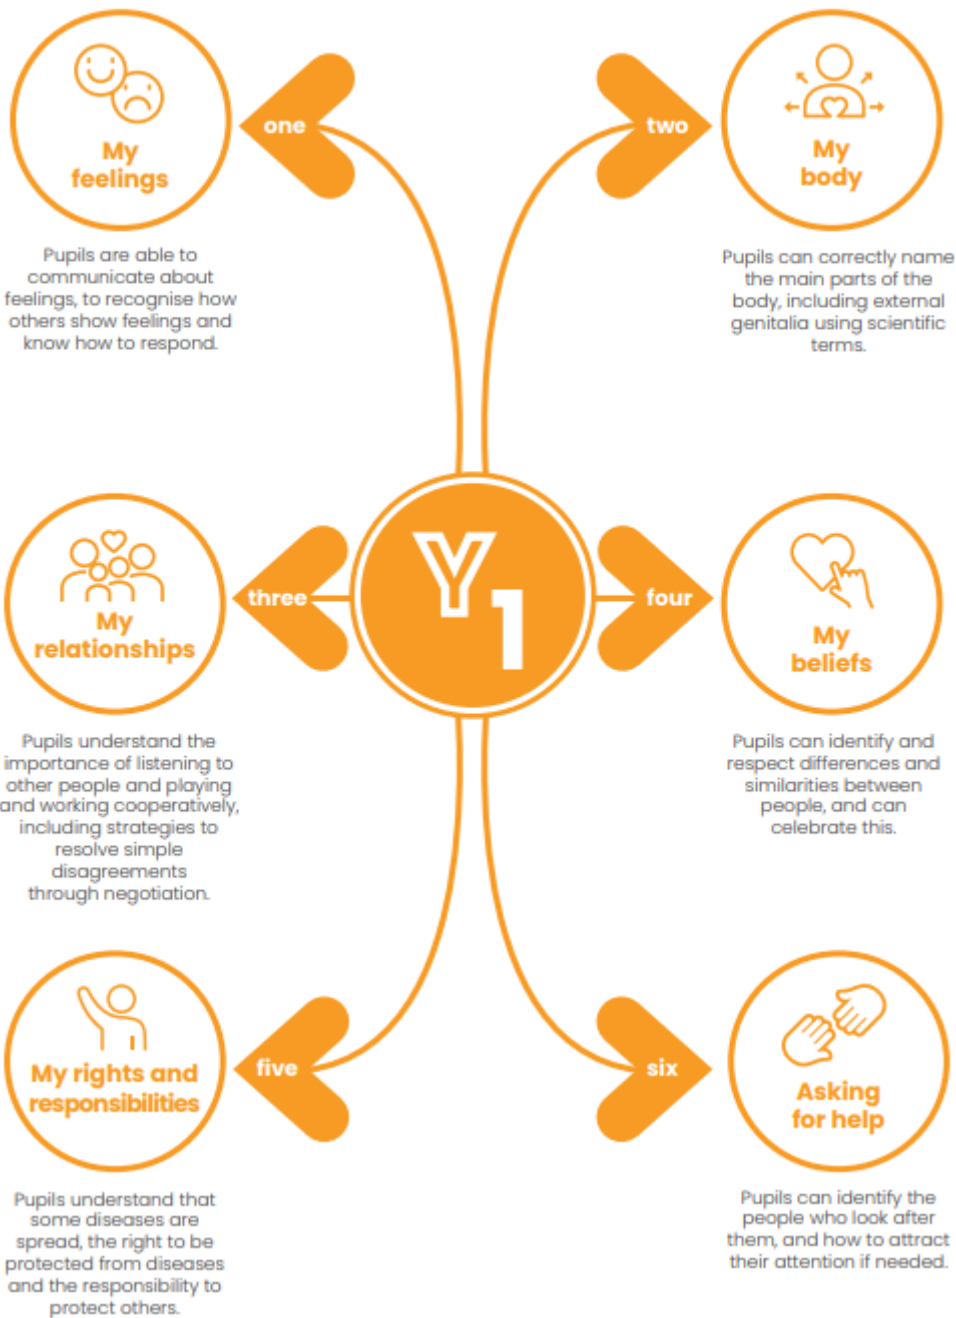 one
My
feelings
Pupils are able to
communicate about
feelings, to recognise how
others show feelings and
know how to respond.
two
My
body
Pupils can correctly name
the main parts of the
body, including external
genitalia using scientific
terms.
Y1
three
My
relationships
Pupils understand the
importance of listening to
other people and playing
and working cooperatively,
including strategies to
resolve simple
disagreements
through negotiation.
four
My
beliefs
Pupils can identify and
respect differences and
similarities between
people, and can
celebrate this.
five
My rights and
responsibilities
Pupils understand that
some diseases are
spread, the right to be
protected from diseases
and the responsibility to
protect others.
six
Asking
for help
Pupils can identify the
people who look after
them, and how to attract
their attention if needed.